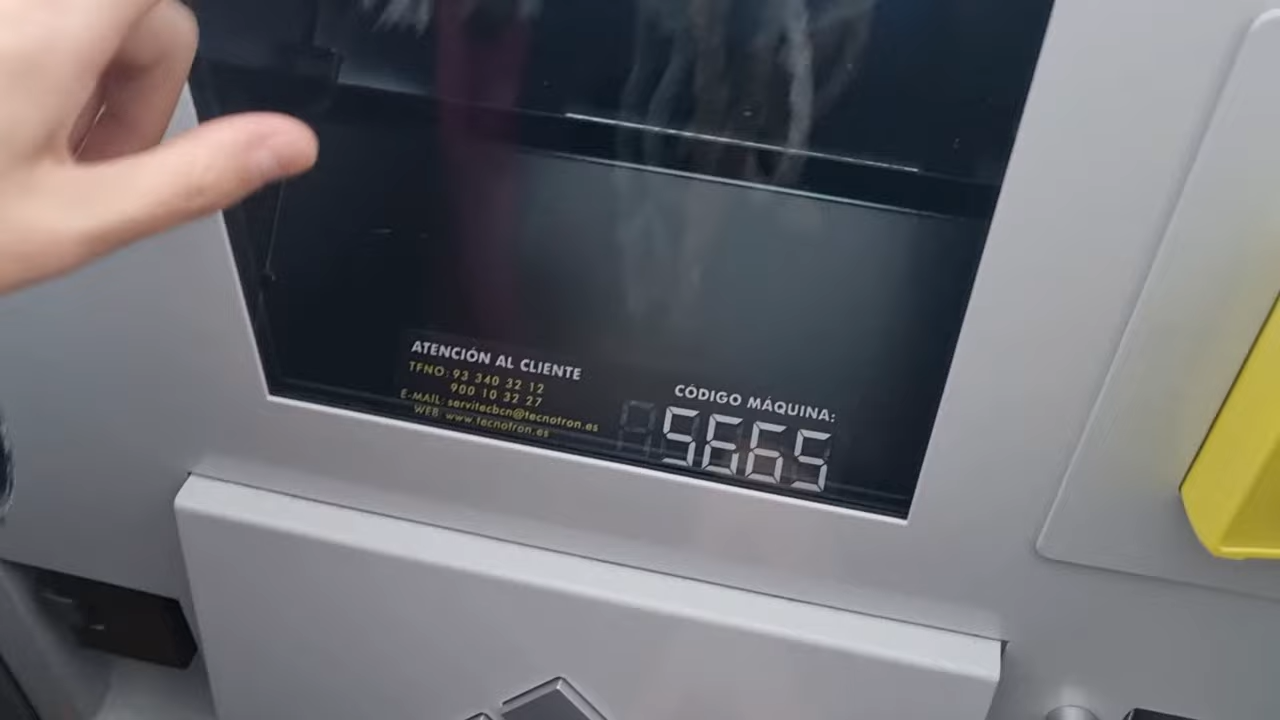 ATENCIÓN AL CLIENTE
TFNO: 93 340 32 12
900 10 32 27
E-MAIL: servitecbcn@tecnotron.es
WEB: www.tecnotron.es
CÓDIGO MÁQUINA:
5665